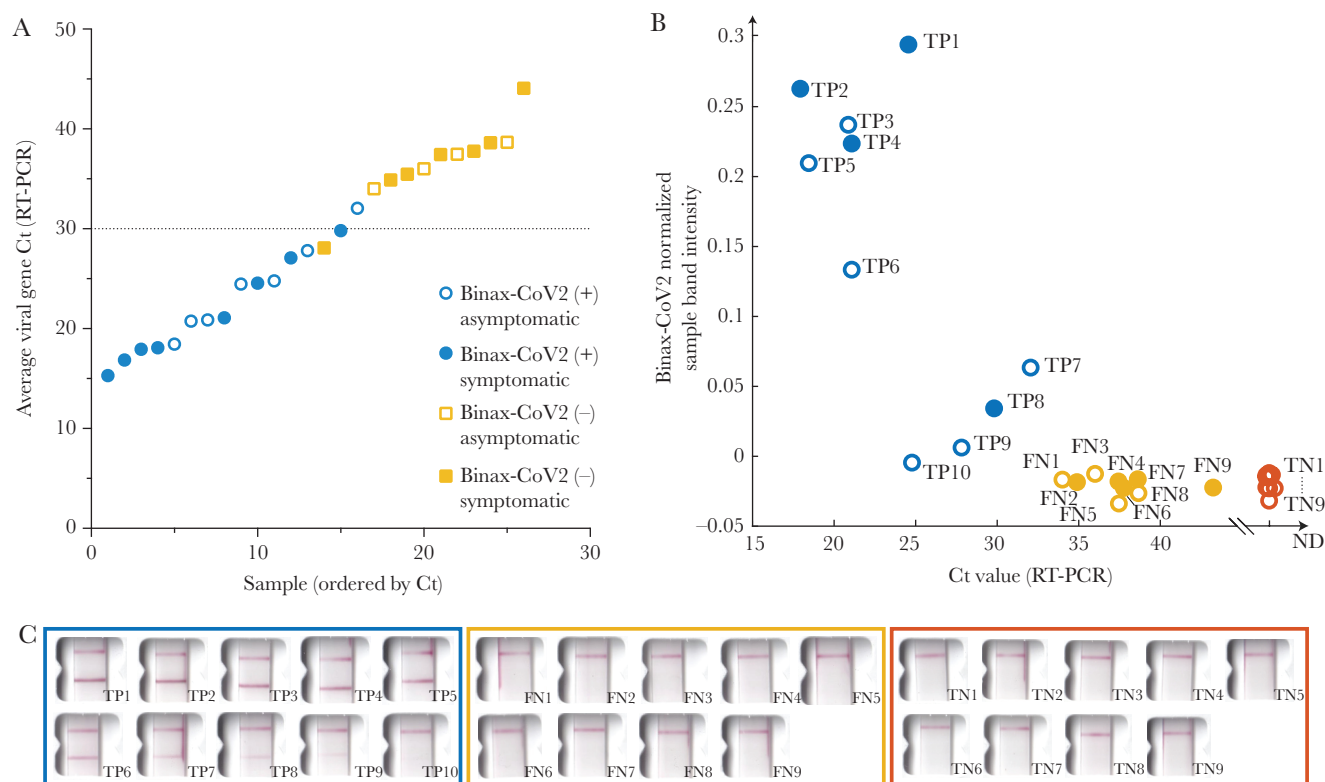 A
50
40
30
20
10
0
0
10
20
30
Average viral gene Ct (RT-PCR)
Sample (ordered by Ct)
Binax-CoV2 (+)
asymptomatic
Binax-CoV2 (+)
symptomatic
Binax-CoV2 (–)
asymptomatic
Binax-CoV2 (–)
symptomatic
B
0.3
0.25
0.2
0.15
0.1
0.05
0
−0.05
Binax-CoV2 normalized
sample band intensity
TP1
TP2
TP3
TP4
TP5
TP6
TP7
TP8
TP9
TP10
FN3
FN1
FN4
FN7
FN9
TN1
FN2
FN8
TN9
FN5
FN6
15
20
25
30
35
40
ND
Ct value (RT-PCR)
C
TP1
TP2
TP3
TP4
TP5
TP6
TP7
TP8
TP9
TP10
FN1
FN2
FN3
FN4
FN5
FN6
FN7
FN8
FN9
TN1
TN2
TN3
TN4
TN5
TN6
TN7
TN8
TN9